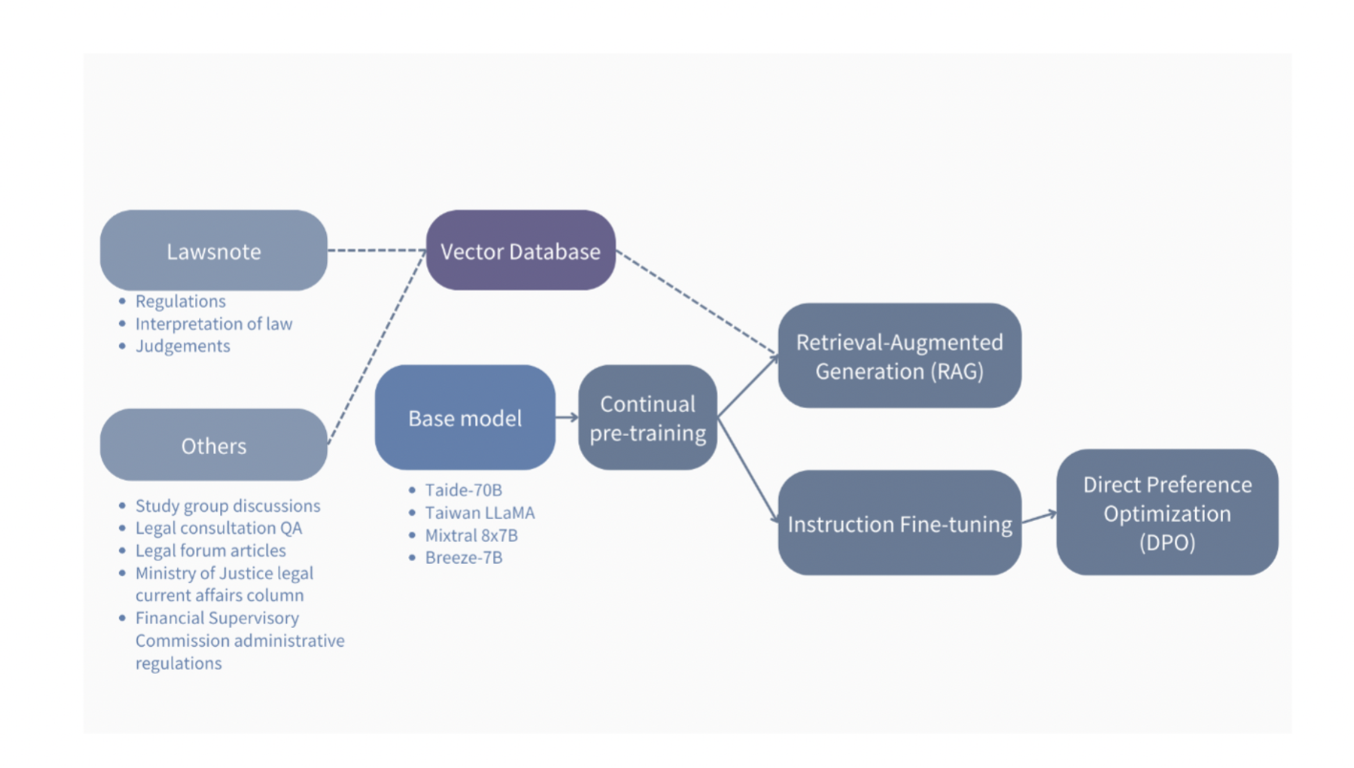 Lawsnote
Regulations
Interpretation of law
Judgements
Others
Study group discussions
Legal consultation QA
Legal forum articles
Ministry of Justice legal
current affairs column
Financial Supervisory
Commission administrative
regulations
Vector Database
Base model
Taide-70B
Taiwan LLaMA
Mixtral 8x7B
Breeze-7B
Continual
pre-training
Retrieval-Augmented
Generation (RAG)
Instruction Fine-tuning
Direct Preference
Optimization
(DPO)